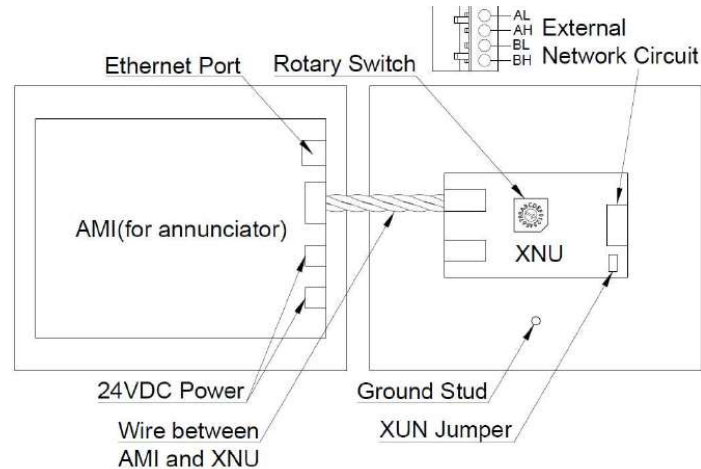 AL
AH
BL
BH
External
Network Circuit
Ethernet Port
Rotary Switch
AMI(for annunciator)
XNU
24VDC Power
Ground Stud
Wire between
AMI and XNU
XUN Jumper